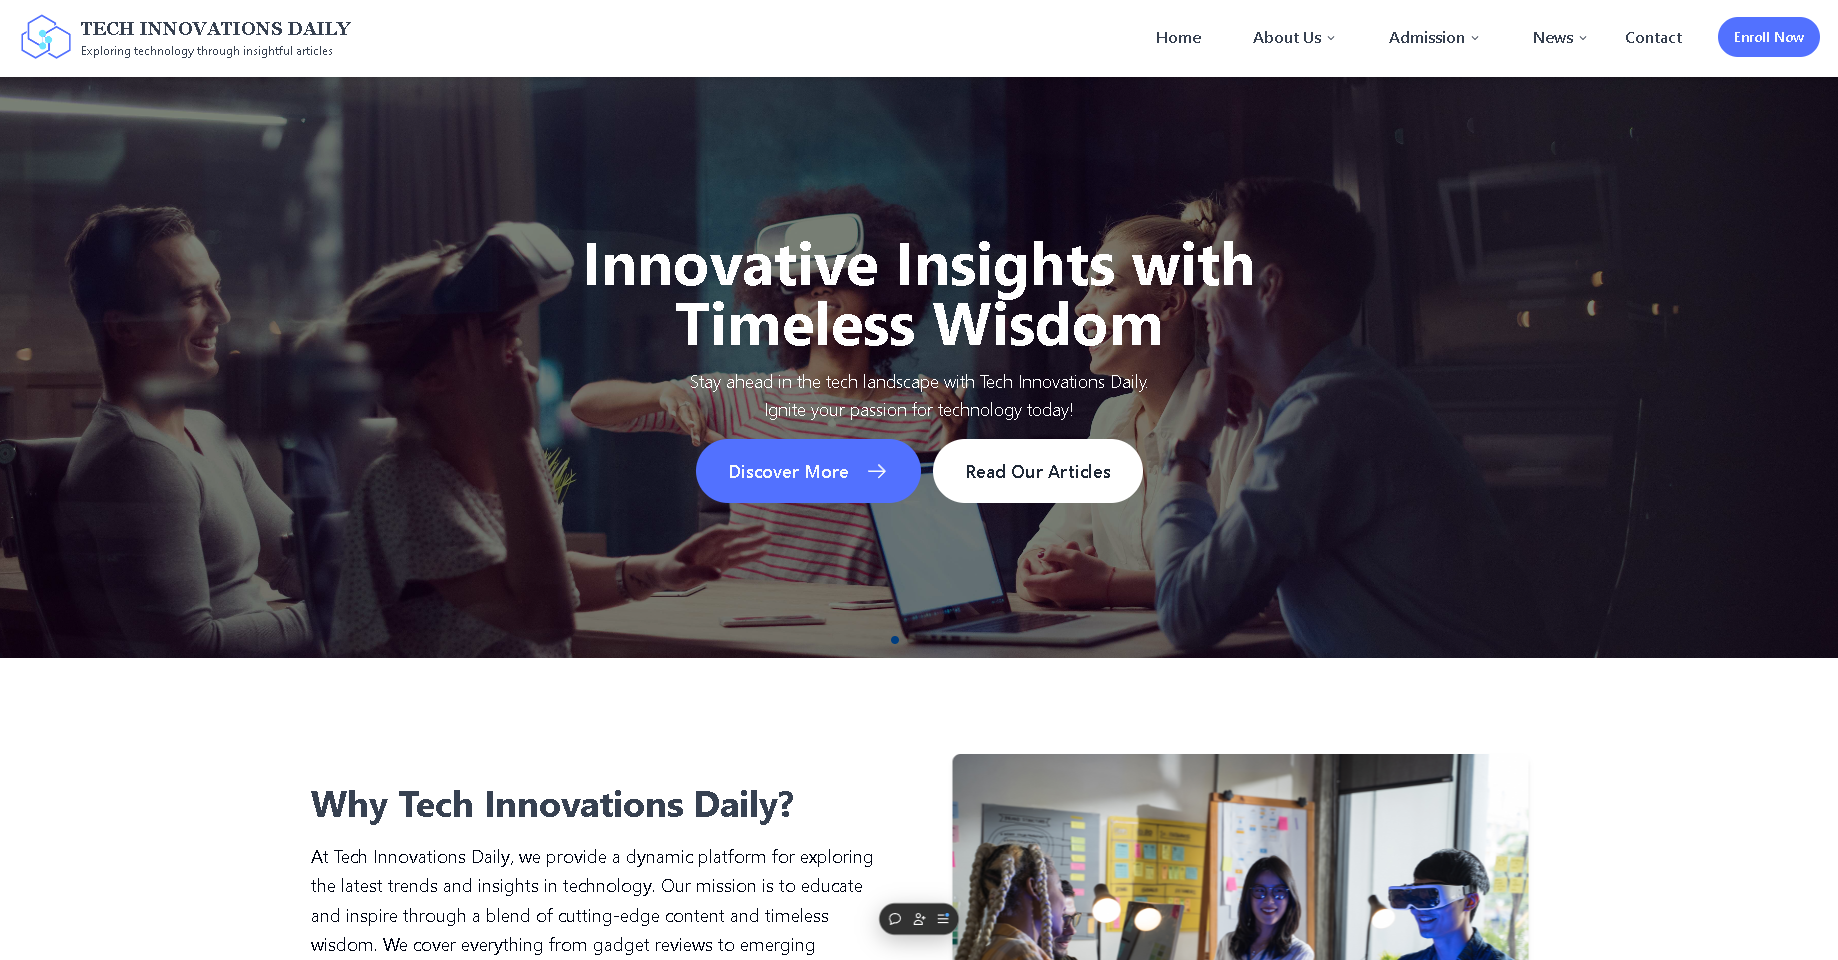 TECH INNOVATIONS DAILY
Exploring technology through insightful articles
Home
About Us
Admission
News
Contact
Enroll Now
Innovative Insights with
Timeless Wisdom
Stay ahead in the tech landscape with Tech Innovations Daily.
Ignite your passion for technology today!
Discover More
Read Our Articles
Why Tech Innovations Daily?
At Tech Innovations Daily, we provide a dynamic platform for exploring
the latest trends and insights in technology. Our mission is to educate
and inspire through a blend of cutting-edge content and timeless
wisdom. We cover everything from gadget reviews to emerging